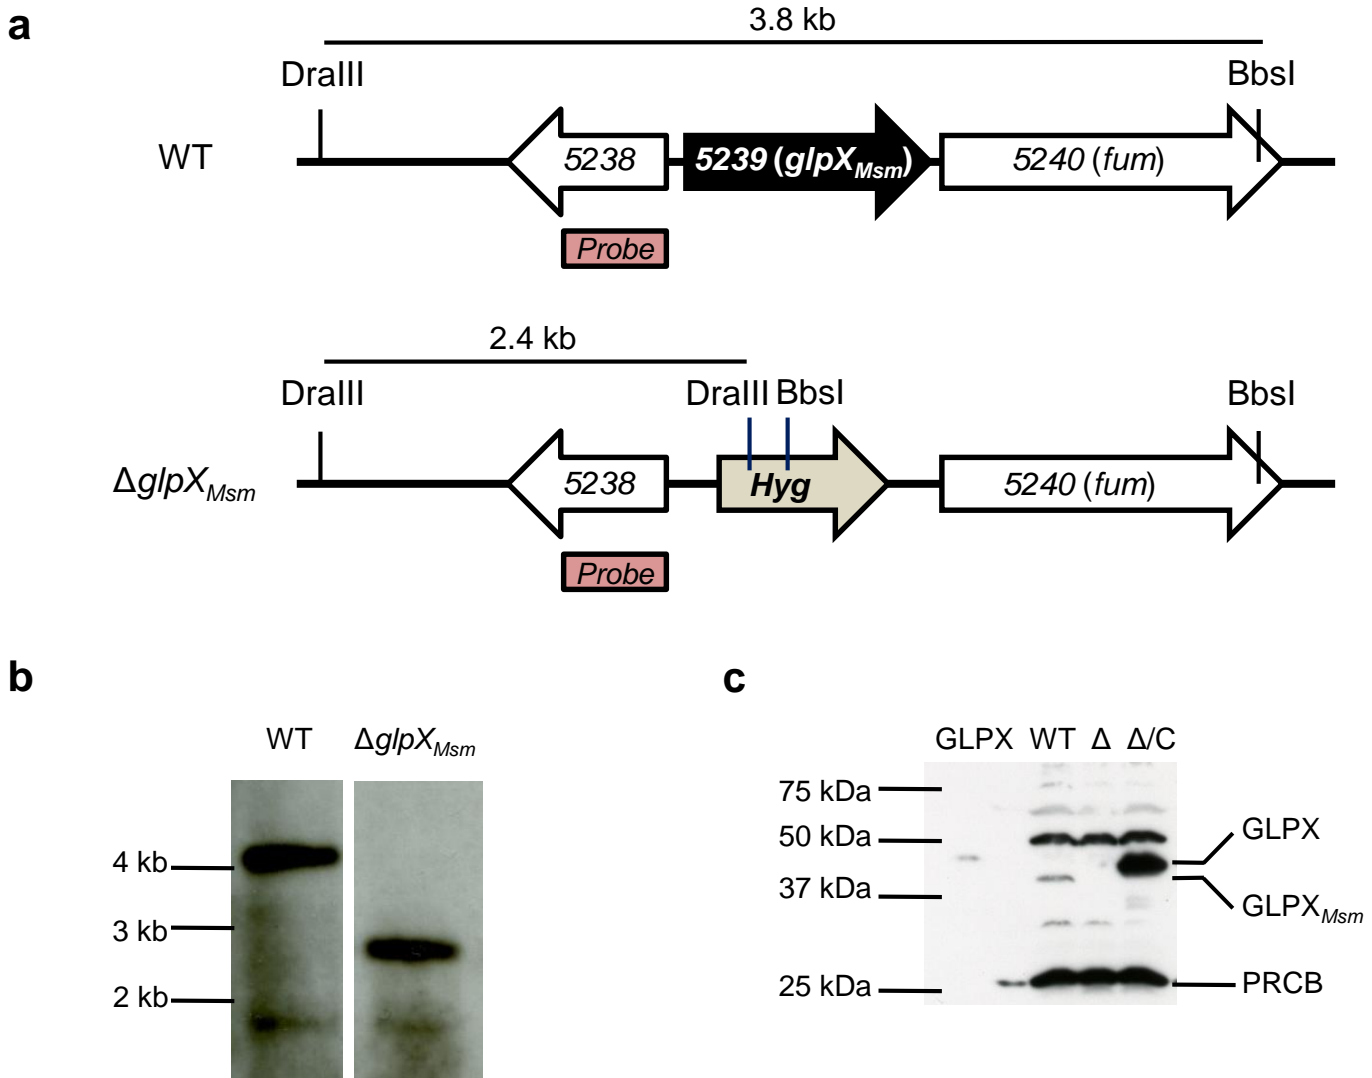 a
3.8 kb
DraIII BbsI
WT 5238 5239 (glpXMsm) 5240 (fum)
Probe
2.4 kb
DraIII DraIII BbsI BbsI
ΔglpXMsm 5238 Hyg 5240 (fum)
Probe
b
WT ΔglpXMsm
4 kb
3 kb
2 kb
c
GLPX WT Δ Δ/C
75 kDa
50 kDa
37 kDa
25 kDa
GLPX
GLPXMsm
PRCB